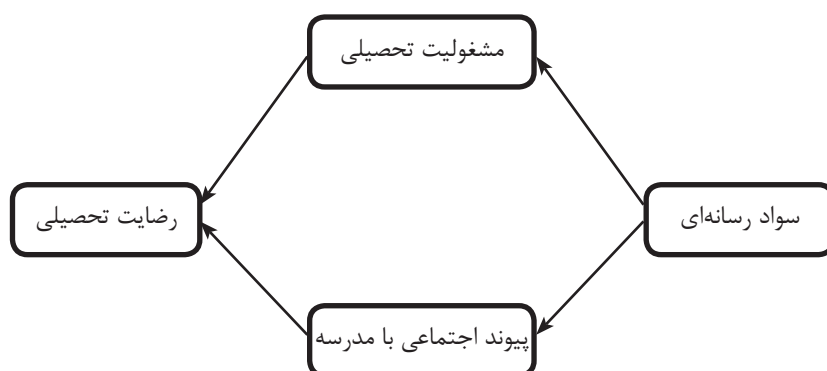 مشغولیت تحصیلی
سواد رسانه‌ای
رضایت تحصیلی
پیوند اجتماعی با مدرسه